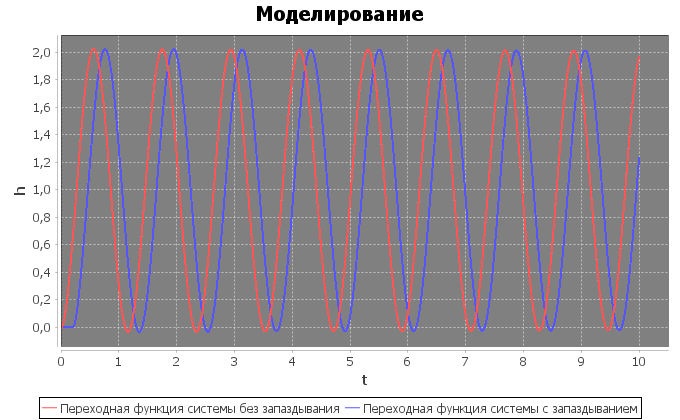 Моделирование
2,0
1,8
1,6
1,4
1,2
1,0
0,8
0,6
0,4
0,2
0,0
h
0 1 2 3 4 5 6 7 8 9 10
t
Переходная функция системы без запаздывания Переходная функция системы с запаздыванием